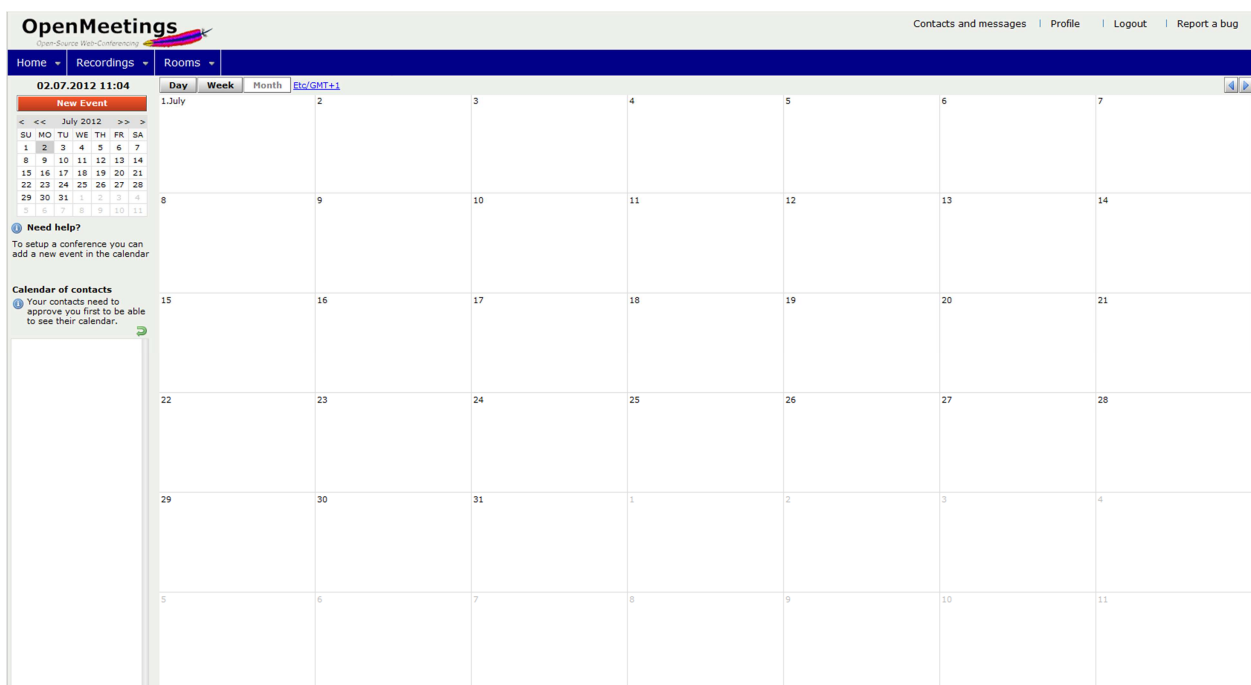 OpenMeetings
Open-Source Web-Conferencing
Contacts and messages | Profile | Logout | Report a bug
Home Recordings Rooms
02.07.2012 11:04
New Event
< << July 2012 >> >
SU MO TU WE TH FR SA
1 2 3 4 5 6 7
8 9 10 11 12 13 14
15 16 17 18 19 20 21
22 23 24 25 26 27 28
29 30 31 1 2 3 4
5 6 7 8 9 10 11
Need help?
To setup a conference you can
add a new event in the calendar
Calendar of contacts
Your contacts need to
approve you first to be able
to see their calendar.
Day Week Month Etc/GMT+1
1.July 2 3 4 5 6 7
8 9 10 11 12 13 14
15 16 17 18 19 20 21
22 23 24 25 26 27 28
29 30 31 1 2 3 4
5 6 7 8 9 10 11